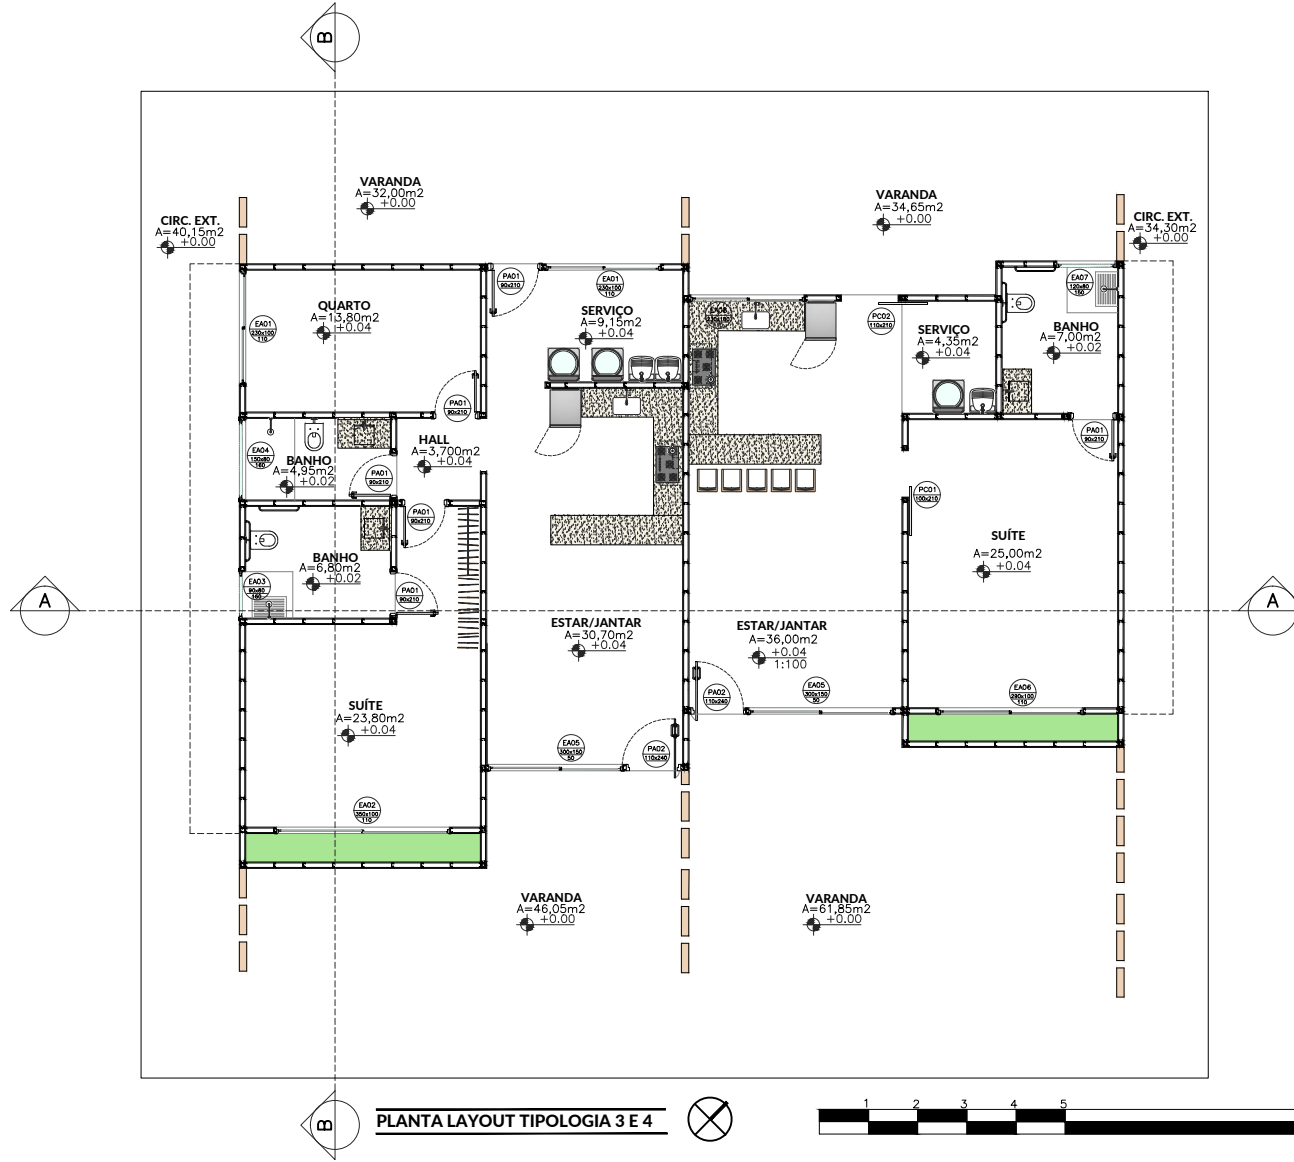 B
VARANDA
A=32,00m2
+0.00
VARANDA
A=34,65m2
+0.00
CIRC. EXT.
A=40,15m2
+0.00
CIRC. EXT.
A=34,30m2
+0.00
PA01
90x210
EA01
230x100
110
EA07
120x80
160
QUARTO
A=13,80m2
+0.04
EA01
230x100
110
SERVIÇO
A=9,15m2
+0.04
PC02
110x210
SERVIÇO
A=4,35m2
+0.04
BANHO
A=7,00m2
+0.02
PA01
90x210
PA01
90x210
HALL
A=3,700m2
+0.04
EA04
150x80
160
BANHO
A=4,95m2
+0.02
PA01
90x210
PC01
100x210
PA01
90x210
SUÍTE
A=25,00m2
+0.04
BANHO
A=6,80m2
+0.02
EA03
90x80
160
PA01
90x210
A
A
ESTAR/JANTAR
A=30,70m2
+0.04
ESTAR/JANTAR
A=36,00m2
+0.04
1:100
PA02
110x240
EA05
300x150
50
EA06
290x100
110
SUÍTE
A=23,80m2
+0.04
EA05
300x150
50
PA02
110x240
EA02
350x100
110
VARANDA
A=46,05m2
+0.00
VARANDA
A=61,85m2
+0.00
B
PLANTA LAYOUT TIPOLOGIA 3 E 4
1 2 3 4 5